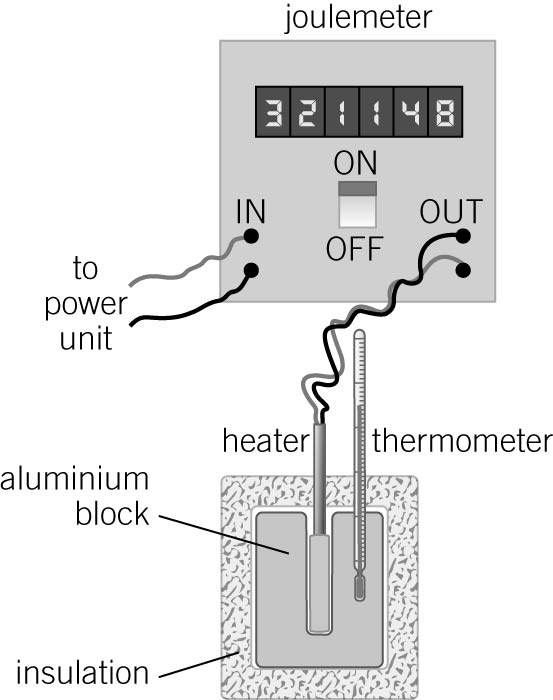 joulemeter
321148
ON
IN
OUT
OFF
to
power
unit
heater
thermometer
aluminium
block
insulation